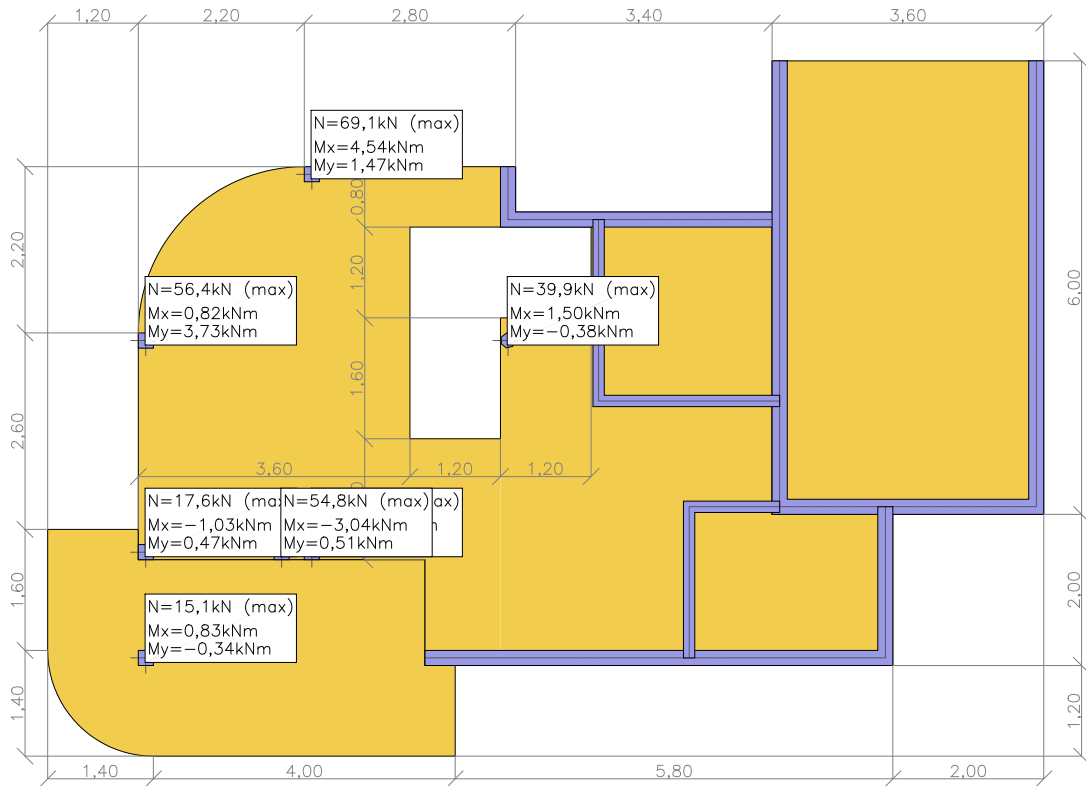 1,20
2,20
2,80
3,40
3,60
N=69,1kN (max)
Mx=4,54kNm
My=1,47kNm
0,80
2,20
1,20
6,00
N=56,4kN (max)
Mx=0,82kNm
My=3,73kNm
N=39,9kN (max)
Mx=1,50kNm
My=−0,38kNm
1,60
2,60
3,60
1,20
1,20
N=17,6kN (max
Mx=−1,03kNm
My=0,47kNm
N=54,8kN (max)
Mx=−3,04kNm
My=0,51kNm
ax)
1,60
2,00
N=15,1kN (max)
Mx=0,83kNm
My=−0,34kNm
1,40
1,20
1,40
4,00
5,80
2,00